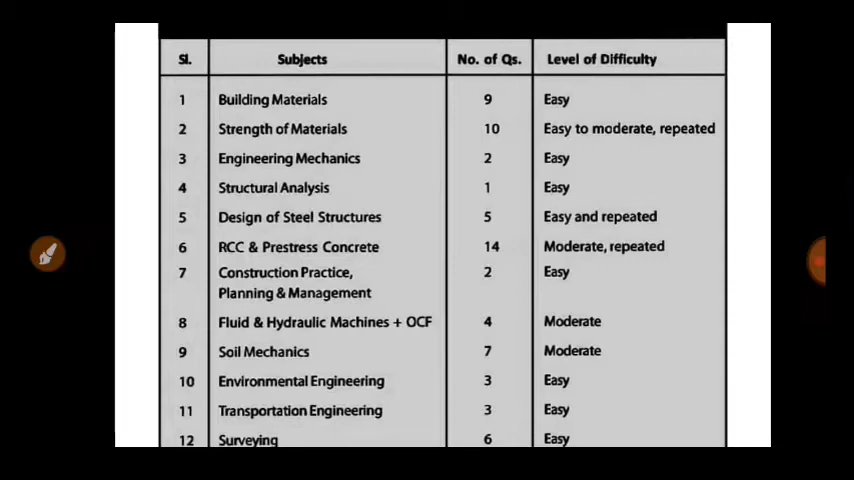 Sl. Subjects No. of Qs. Level of Difficulty
1 Building Materials 9 Easy
2 Strength of Materials 10 Easy to moderate, repeated
3 Engineering Mechanics 2 Easy
4 Structural Analysis 1 Easy
5 Design of Steel Structures 5 Easy and repeated
6 RCC & Prestress Concrete 14 Moderate, repeated
7 Construction Practice, 2 Easy
Planning & Management
8 Fluid & Hydraulic Machines + OCF 4 Moderate
9 Soil Mechanics 7 Moderate
10 Environmental Engineering 3 Easy
11 Transportation Engineering 3 Easy
12 Surveying 6 Easy